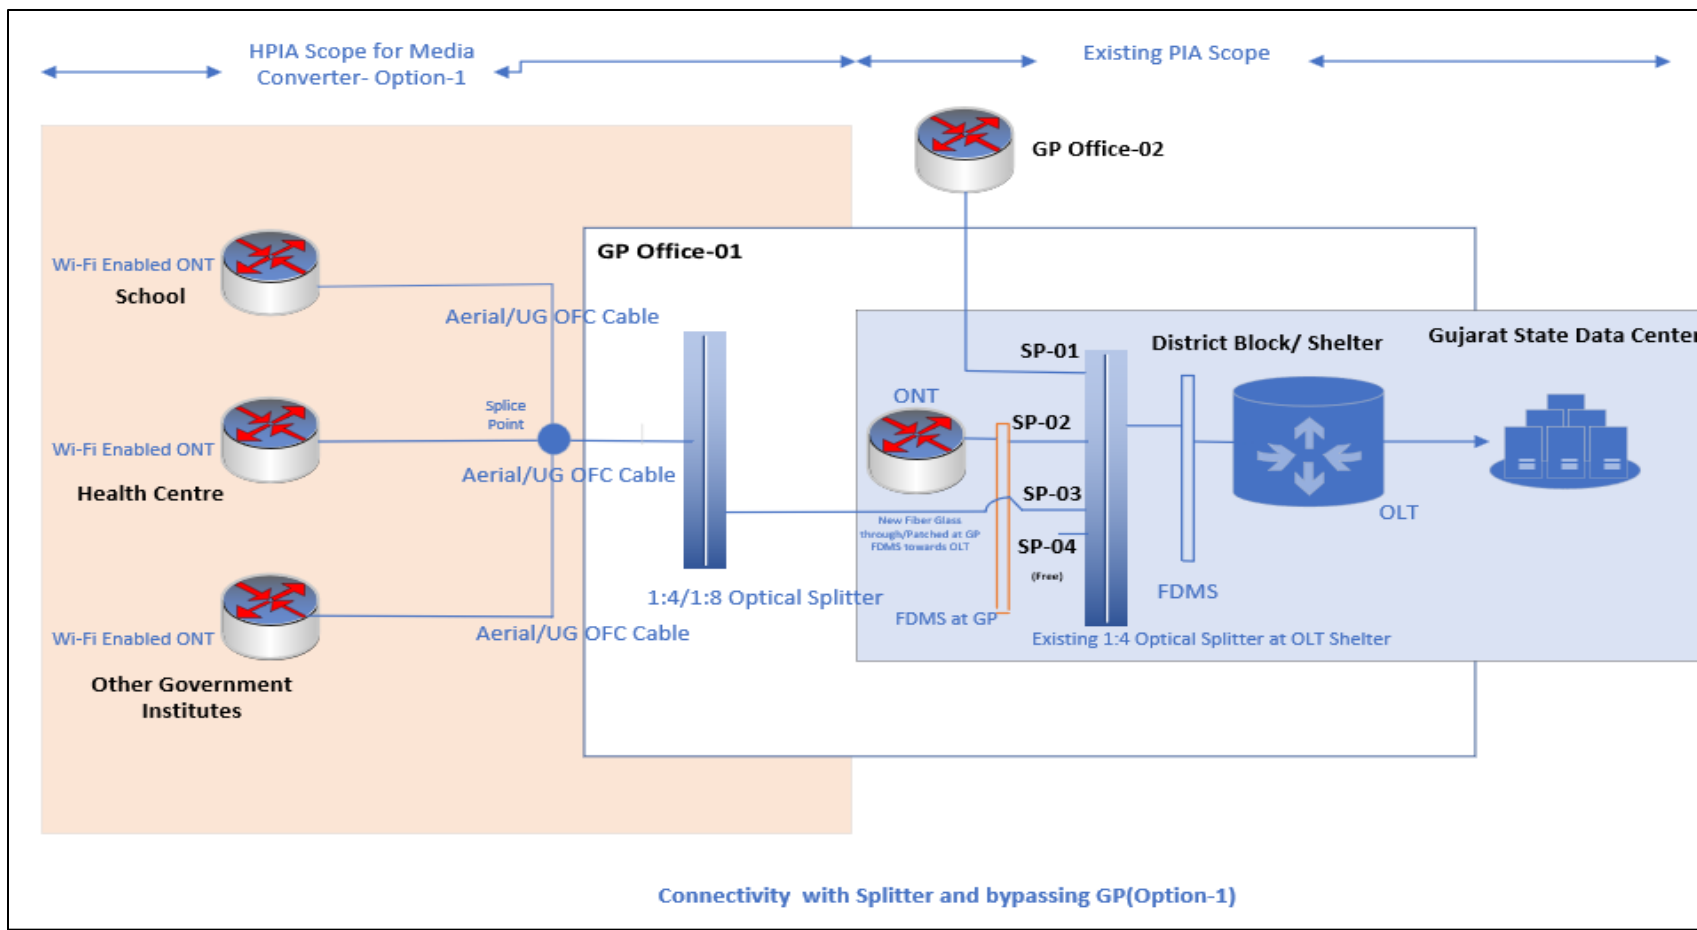 HPIA Scope for Media
Converter- Option-1
Existing PIA Scope
GP Office-02
GP Office-01
Wi-Fi Enabled ONT
School
Aerial/UG OFC Cable
SP-01
District Block/ Shelter
Gujarat State Data Center
ONT
Splice
Point
SP-02
Wi-Fi Enabled ONT
Health Centre
Aerial/UG OFC Cable
SP-03
New Fiber Glass
through/Patched at GP
FDMS towards OLT
OLT
SP-04
(Free)
1:4/1:8 Optical Splitter
FDMS at GP
FDMS
Wi-Fi Enabled ONT
Aerial/UG OFC Cable
Existing 1:4 Optical Splitter at OLT Shelter
Other Government
Institutes
Connectivity  with Splitter and bypassing GP(Option-1)